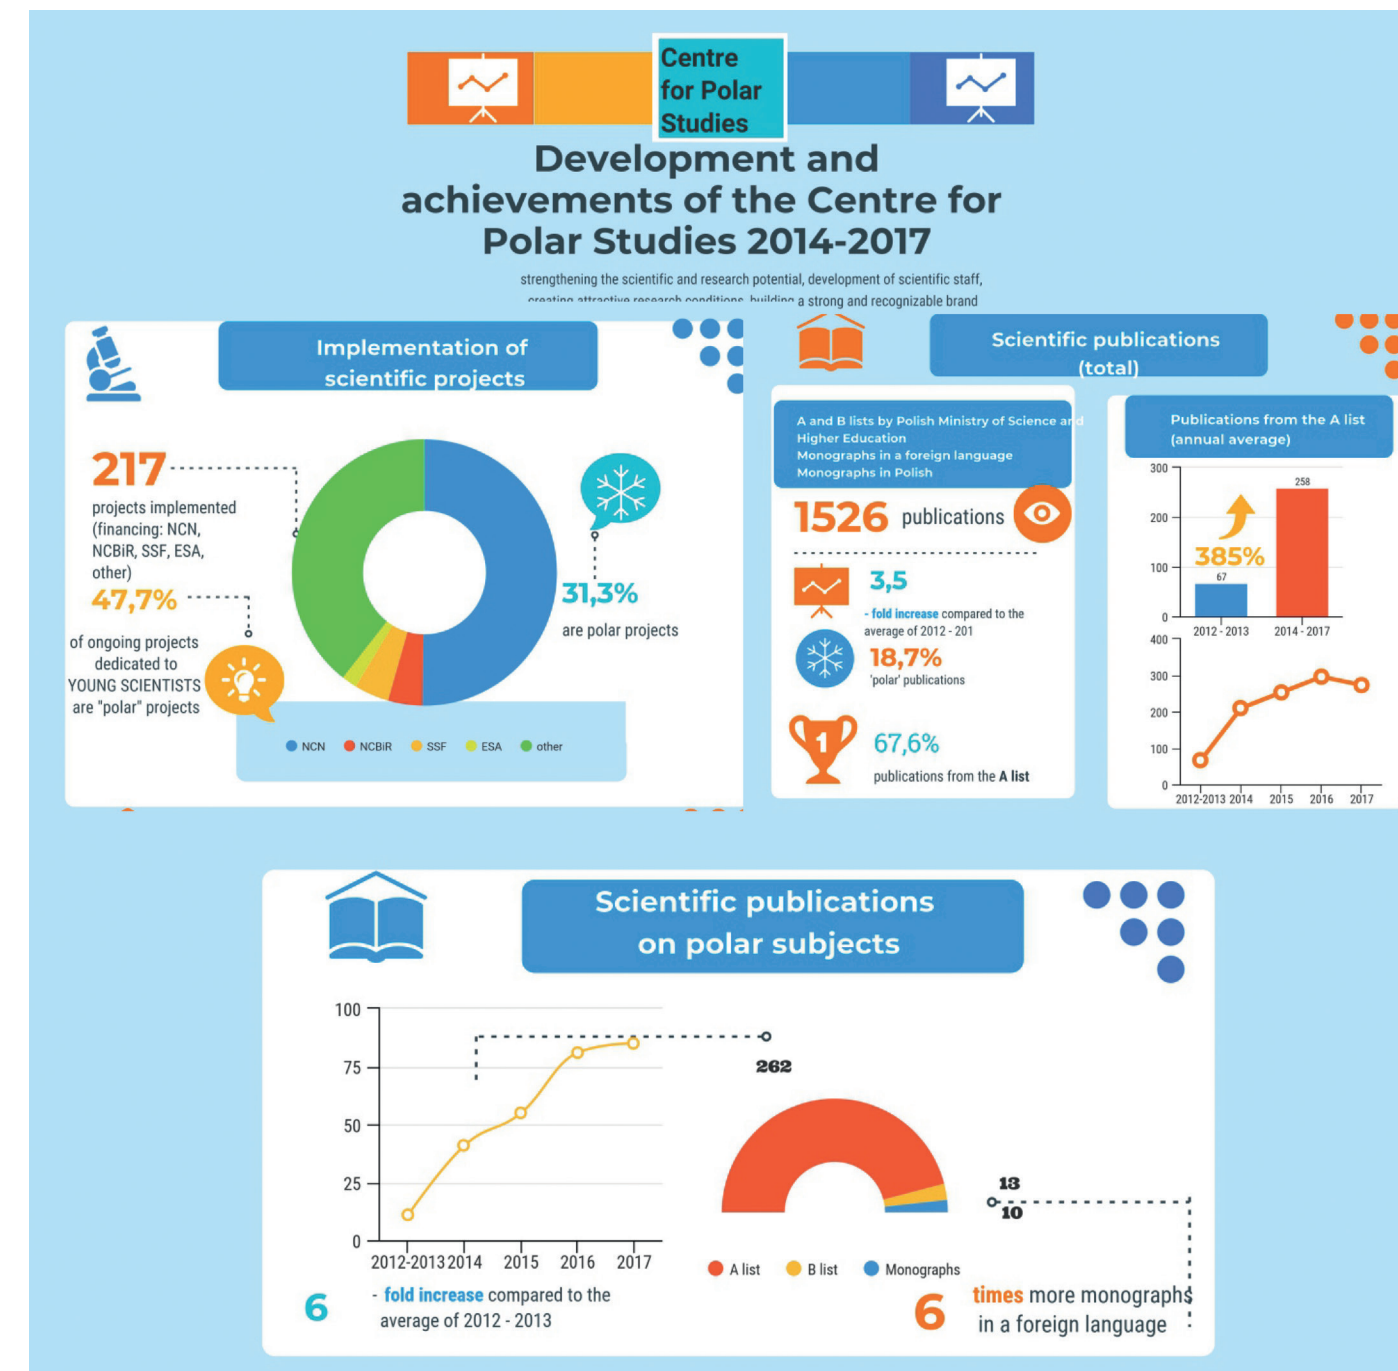 Centre
for Polar
Studies
Development and
achievements of the Centre for
Polar Studies 2014-2017
strengthening the scientific and research potential, development of scientific staff,
creating attractive research conditions, building a strong and recognizable brand
Implementation of
scientific projects
217
projects implemented
(financing: NCN,
NCBiR, SSF, ESA,
other)
47,7%
of ongoing projects
dedicated to
YOUNG SCIENTISTS
are "polar" projects
31,3%
are polar projects
NCN NCBiR SSF ESA other
Scientific publications
(total)
A and B lists by Polish Ministry of Science and
Higher Education
Monographs in a foreign language
Monographs in Polish
1526 publications
3,5
- fold increase compared to the
average of 2012 - 201
18,7%
'polar' publications
1
67,6%
publications from the A list
Publications from the A list
(annual average)
300
258
200
385%
100
67
0
2012 - 2013 2014 - 2017
400
300
200
100
0
2012-2013 2014 2015 2016 2017
Scientific publications
on polar subjects
100
75
50
25
0
2012-2013 2014 2015 2016 2017
6
- fold increase compared to the
average of 2012 - 2013
262
13
10
A list B list Monographs
6
times more monographs
in a foreign language